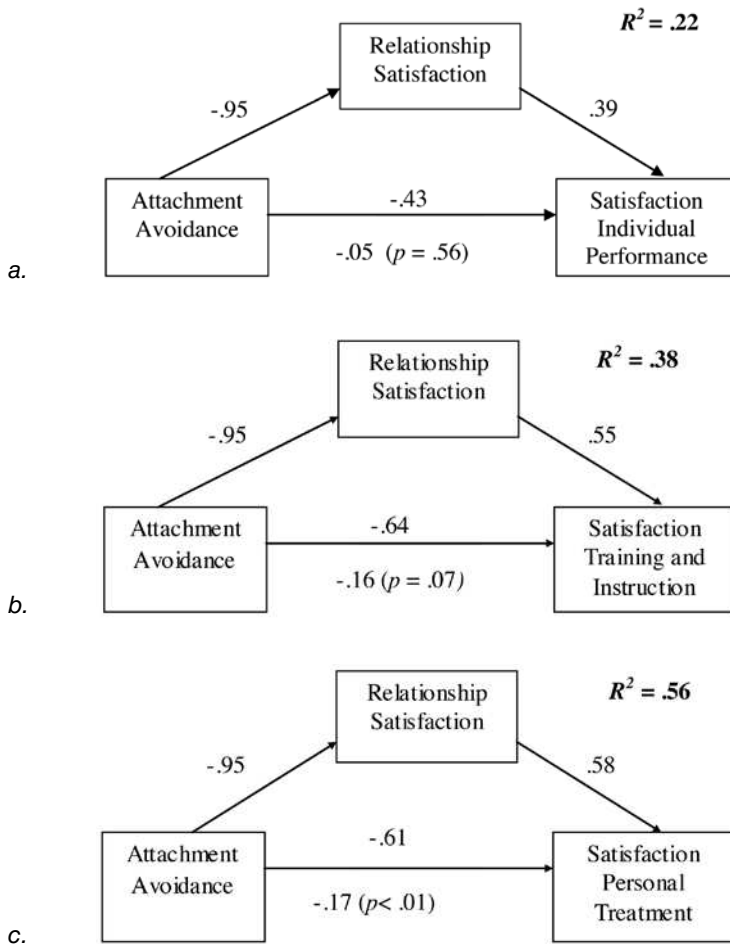 R² = .22
Relationship
Satisfaction
-.95
.39
Attachment
Avoidance
-.43
-.05 (p = .56)
Satisfaction
Individual
Performance
a.
R² = .38
Relationship
Satisfaction
-.95
.55
Attachment
Avoidance
-.64
-.16 (p = .07)
Satisfaction
Training and
Instruction
b.
R² = .56
Relationship
Satisfaction
-.95
.58
Attachment
Avoidance
-.61
-.17 (p< .01)
Satisfaction
Personal
Treatment
c.